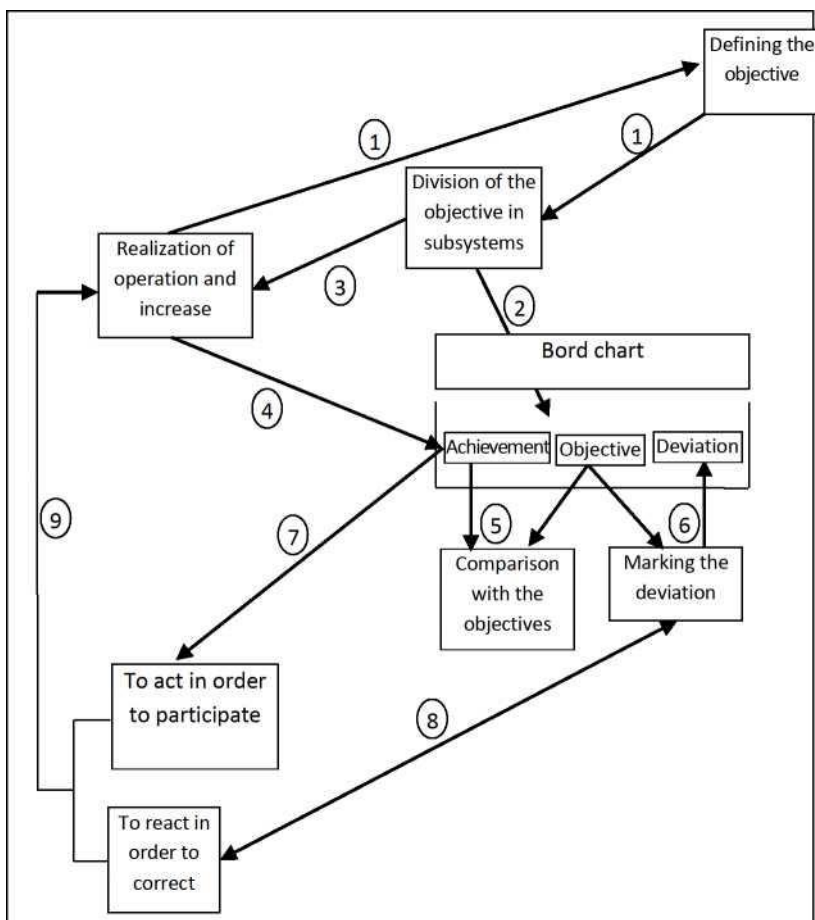 Defining the
objective
1
1
Division of the
objective in
subsystems
Realization of
operation and
increase
3
2
Bord chart
4
Achievement
Objective
Deviation
9
7
5
6
Comparison
with the
objectives
Marking the
deviation
To act in order
to participate
8
To react in
order to
correct